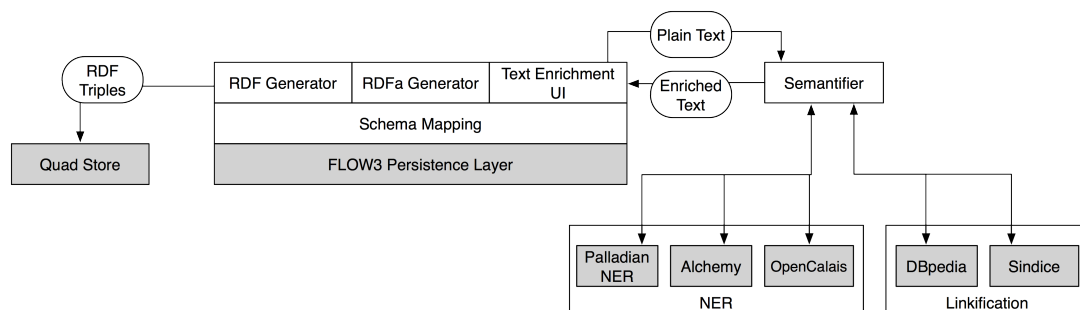 Plain Text
RDF
Triples
RDF Generator
RDFa Generator
Text Enrichment
UI
Enriched
Text
Semantifier
Schema Mapping
Quad Store
FLOW3 Persistence Layer
Palladian
NER
Alchemy
OpenCalais
DBpedia
Sindice
NER
Linkification